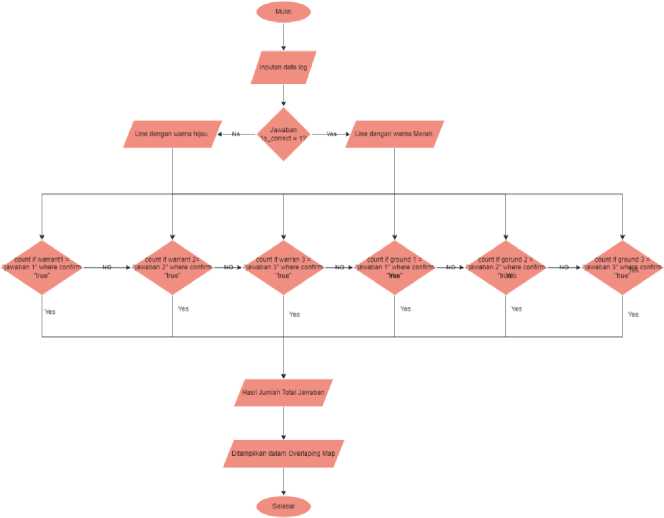 Mulai
Inputan data log
Jawaban
"is_correct = 1?"
No
Yes
Line dengan warna hijau
Line dengan warna Merah
count if warrant1 =
jawaban 1" where confirm
"true"
NO
count if warrant 2=
jawaban 2" where confirm
"true"
NO
count if warran 3 =
jawaban 3" where confirm
"true"
NO
count if ground 1 =
jawaban 1" where confirm
"true"
Yes
NO
count if gorund 2 =
jawaban 2" where confirm
"true"
Yes
NO
count if ground 3 =
jawaban 3" where confirm
"true"
Yes
Yes
Yes
Yes
Yes
Yes
Yes
Hasil Jumlah Total Jawaban
Ditampilkan dalam Overlaping Map
Selesai